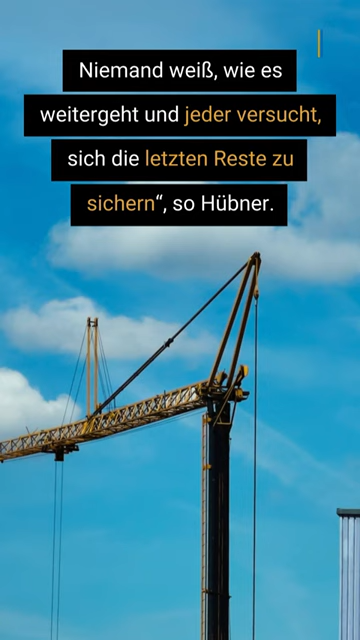 Niemand weiß, wie es
weitergeht und jeder versucht,
sich die letzten Reste zu
sichern“, so Hübner.